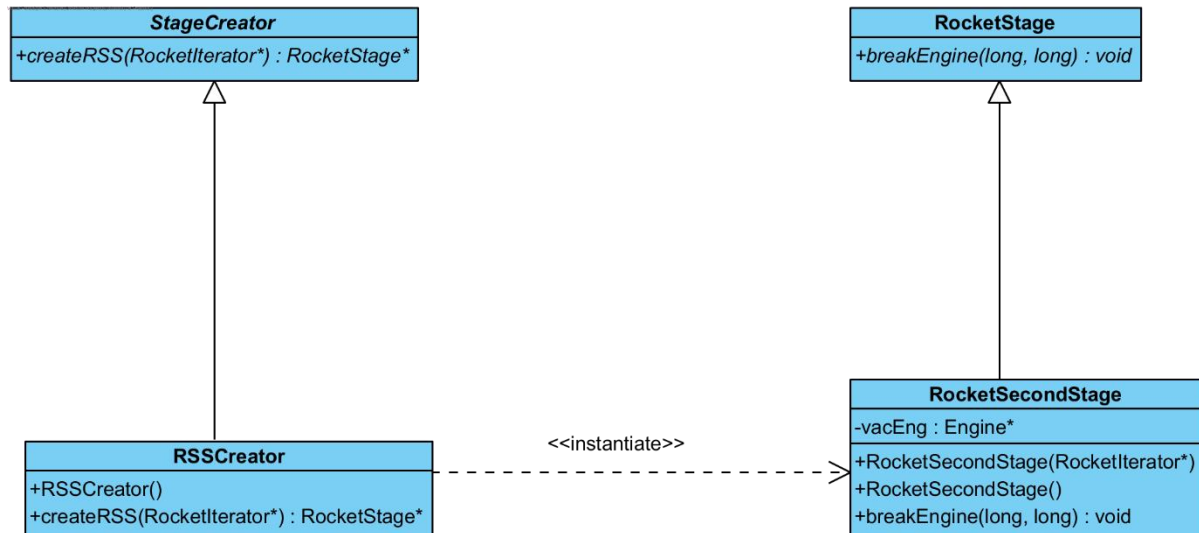 StageCreator
+createRSS(RocketIterator*) : RocketStage*
RocketStage
+breakEngine(long, long) : void
RSSCreator
+RSSCreator()
+createRSS(RocketIterator*) : RocketStage*
<<instantiate>>
RocketSecondStage
-vacEng : Engine*
+RocketSecondStage(RocketIterator*)
+RocketSecondStage()
+breakEngine(long, long) : void